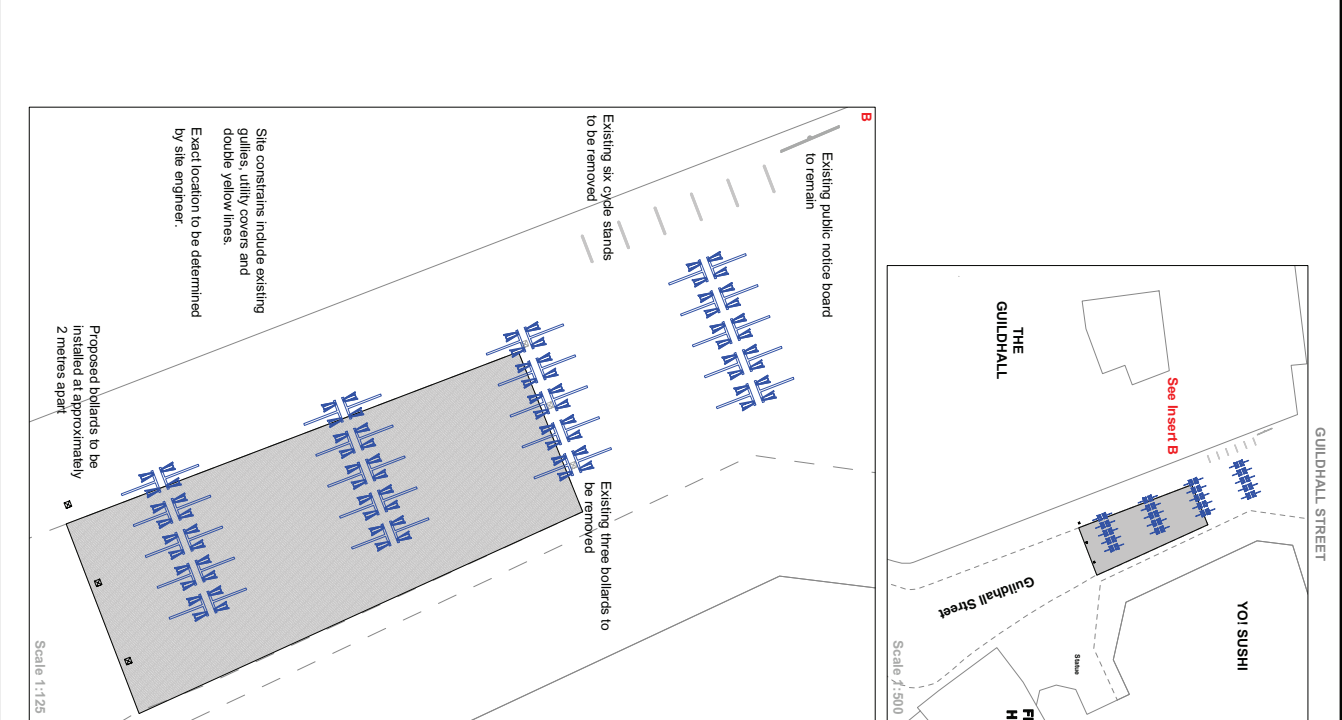 B
Existing public notice board
to remain
Existing six cycle stands
to be removed
Site constrains include existing
gullies, utility covers and
double yellow lines.
Exact location to be determined
by site engineer.
Proposed bollards to be
installed at approximately
2 metres apart
Existing three bollards to
be removed
Scale 1:125
GUILDHALL STREET
See Insert B
THE
GUILDHALL
YO! SUSHI
Guildhall Street
Statue
Scale 1:500